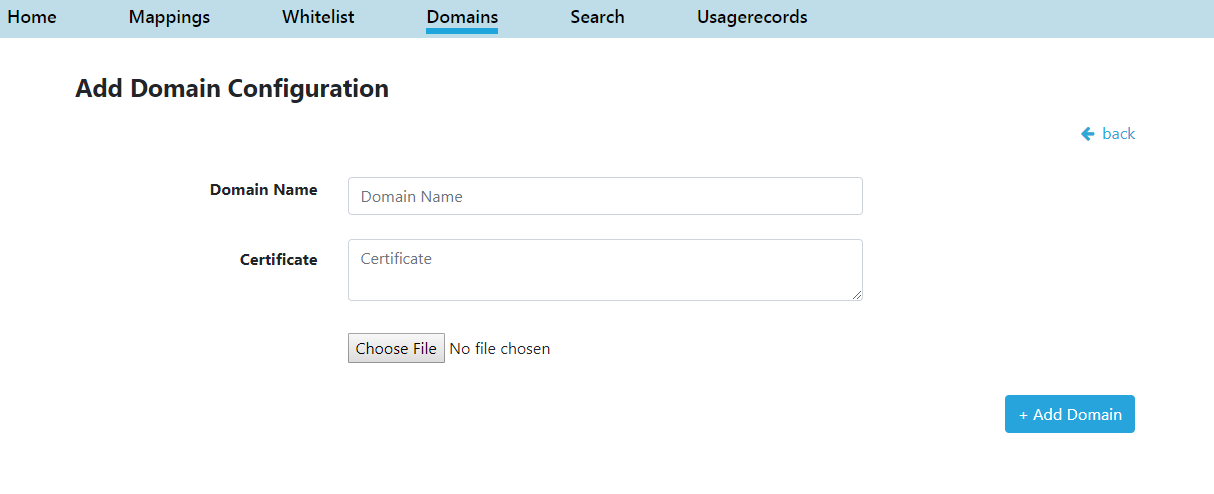 Home Mappings Whitelist Domains Search Usagerecords
Add Domain Configuration
back
Domain Name Domain Name
Certificate Certificate
Choose File No file chosen
+ Add Domain